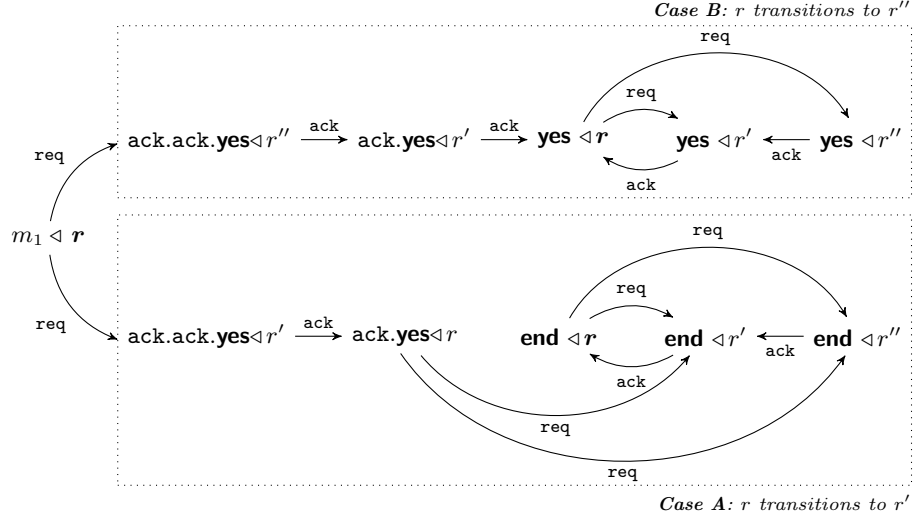 Case B: r transitions to r′′
req
req
ack.ack.yes◁r′′
ack
ack.yes◁r′
ack
yes ◁r
yes ◁r′
ack
yes ◁r′′
req
ack
m₁ ◁ r
req
req
req
ack.ack.yes◁r′
ack
ack.yes◁r
end ◁r
end ◁r′
ack
end ◁r′′
ack
req
req
Case A: r transitions to r′